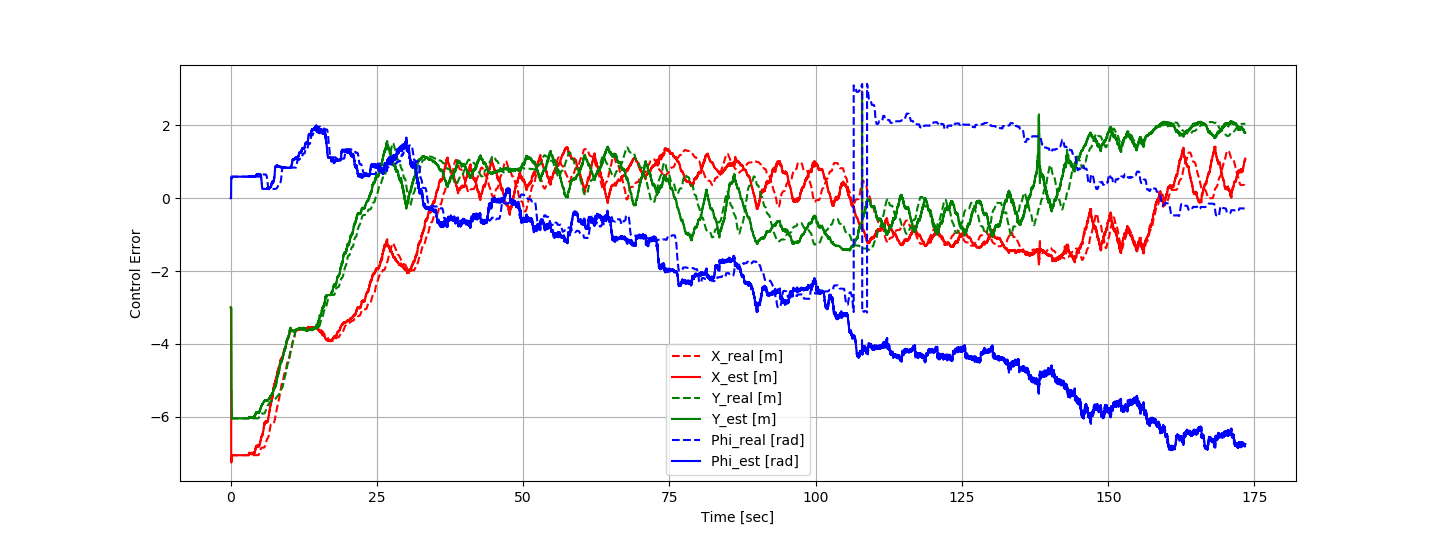 2
0
−2
−4
−6
Control Error
0
25
50
75
100
125
150
175
Time [sec]
X_real [m]
X_est [m]
Y_real [m]
Y_est [m]
Phi_real [rad]
Phi_est [rad]